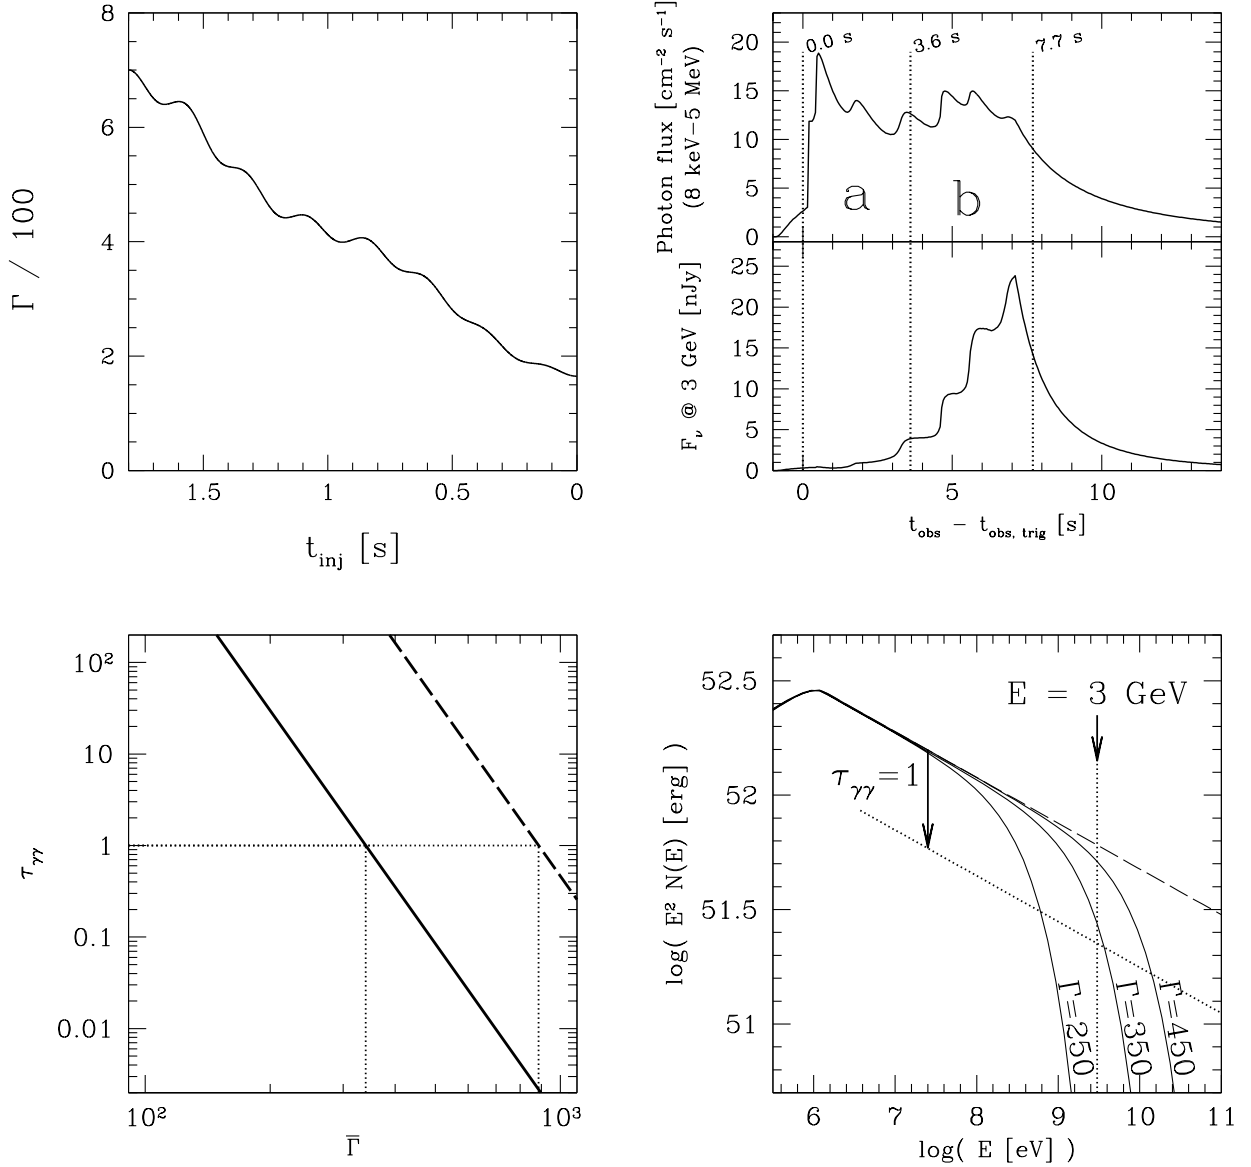 8
6
4
2
0
1.5
1
0.5
0
Γ / 100
t_inj [s]
0.0 s
3.6 s
7.7 s
20
15
10
5
0
Photon flux [cm⁻² s⁻¹]
(8 keV−5 MeV)
a
b
25
20
15
10
5
0
F_ν @ 3 GeV [nJy]
0
5
10
t_obs − t_obs, trig [s]
10²
10
1
0.1
0.01
τ_γγ
10²
10³
Γ̅
52.5
52
51.5
51
log( E² N(E) [erg] )
E = 3 GeV
τ_γγ=1
Γ=250
Γ=350
Γ=450
6
7
8
9
10
11
log( E [eV] )